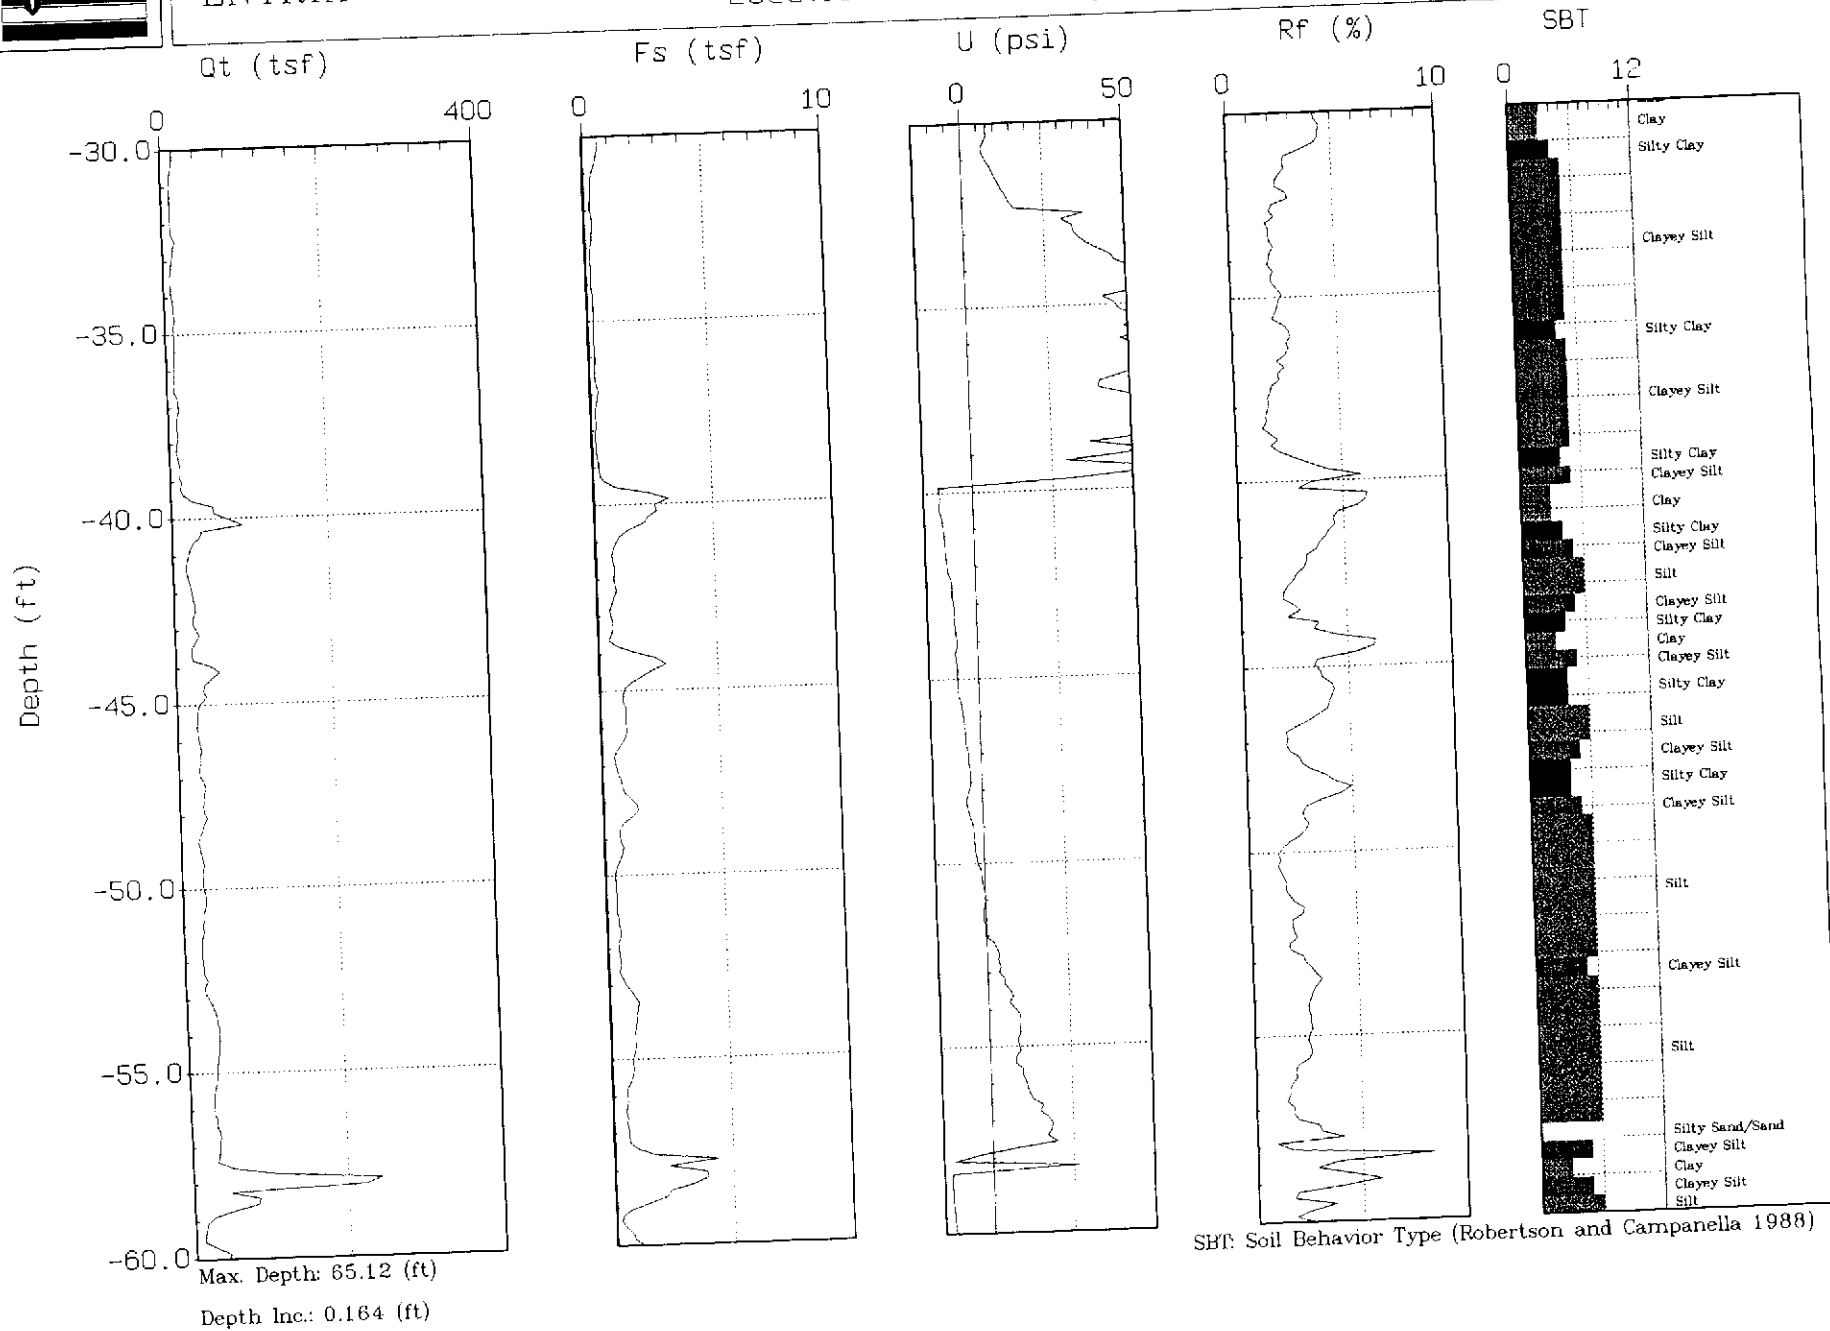 Qt (tsf)
Fs (tsf)
U (psi)
Rf (%)
SBT
0 400
0 10
0 50
0 10
0 12
-30.0
-35.0
-40.0
-45.0
-50.0
-55.0
-60.0
Depth (ft)
Clay
Silty Clay
Clayey Silt
Silty Clay
Clayey Silt
Silty Clay
Clayey Silt
Clay
Silty Clay
Clayey Silt
Silt
Clayey Silt
Silty Clay
Clay
Clayey Silt
Silty Clay
Silt
Clayey Silt
Silty Clay
Clayey Silt
Silt
Clayey Silt
Silt
Silty Sand/Sand
Clayey Silt
Clay
Clayey Silt
Silt
SBT: Soil Behavior Type (Robertson and Campanella 1988)
Max. Depth: 65.12 (ft)
Depth Inc.: 0.164 (ft)